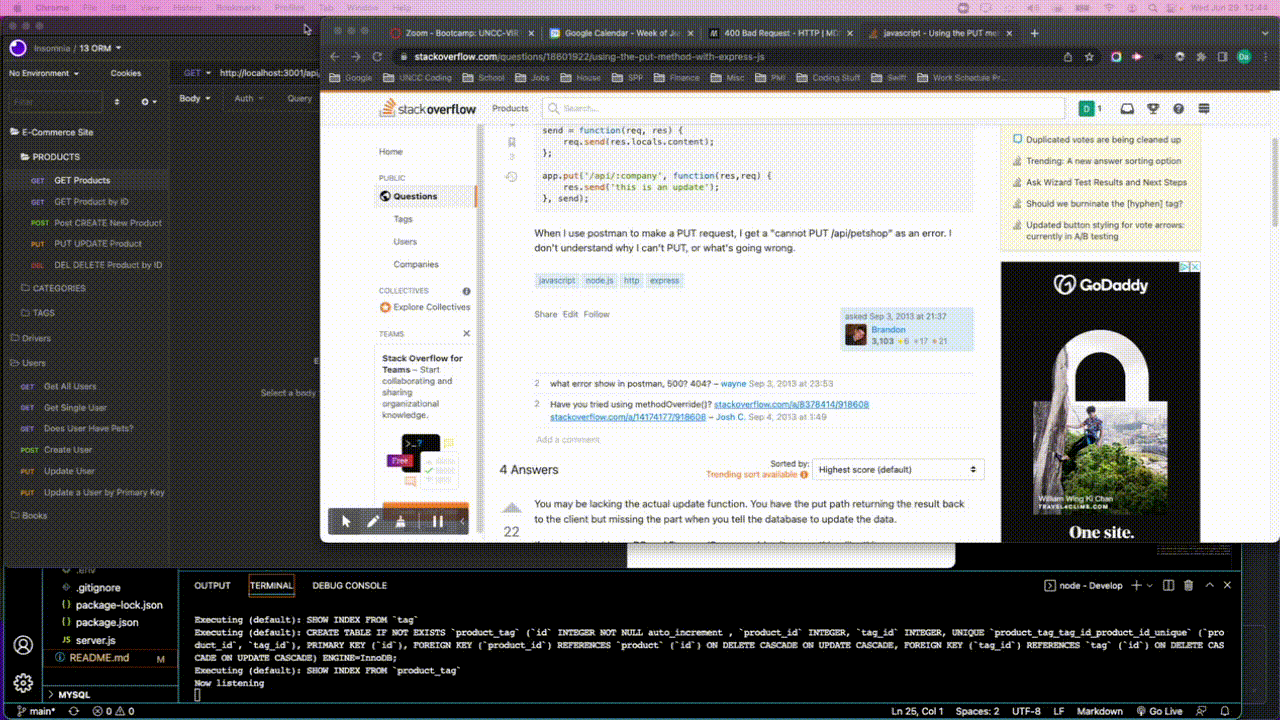 Chrome File Edit View History Bookmarks Profiles Tab Window Help
Wed Jun 29 12:44
Insomnia / 13 ORM
No Environment
Cookies
GET http://localhost:3001/api,
Filter
Body
Auth
Query
E-Commerce Site
PRODUCTS
GET GET Products
GET GET Product by ID
POST Post CREATE New Product
PUT PUT UPDATE Product
DEL DEL DELETE Product by ID
CATEGORIES
TAGS
Drivers
Users
GET Get All Users
GET Get Single User
GET Does User Have Pets?
POST Create User
PUT Update User
PUT Update a User by Primary Key
Books
Select a body
Zoom - Bootcamp: UNCC-VIR
Google Calendar - Week of Je
400 Bad Request - HTTP | MD
javascript - Using the PUT me
stackoverflow.com/questions/18601922/using-the-put-method-with-express-js
Da
Google
UNCC Coding
School
Jobs
House
SPP
Finance
Misc
PMI
Coding Stuff
Swift
Work Schedule Pr...
stackoverflow
Products
Search...
D 1
Home
PUBLIC
Questions
Tags
Users
Companies
COLLECTIVES
Explore Collectives
TEAMS
Stack Overflow for
Teams – Start
collaborating and
sharing
organizational
knowledge.
>_?
Free
3
send = function(req, res) {
req.send(res.locals.content);
};
app.put('/api/:company', function(req,res) {
res.send('this is an update');
}, send);
When I use postman to make a PUT request, I get a "cannot PUT /api/petshop" as an error. I
don't understand why I can't PUT, or what's going wrong.
javascript node.js http express
Share Edit Follow
asked Sep 3, 2013 at 21:37
Brandon
3,103 6 17 21
2 what error show in postman, 500? 404? – wayne Sep 3, 2013 at 23:53
2 Have you tried using methodOverride()? stackoverflow.com/a/8378414/918608
stackoverflow.com/a/14174177/918608 – Josh C. Sep 4, 2013 at 1:49
Add a comment
4 Answers
Sorted by:
Trending sort available
Highest score (default)
22
You may be lacking the actual update function. You have the put path returning the result back
to the client but missing the part when you tell the database to update the data.
Duplicated votes are being cleaned up
Trending: A new answer sorting option
Ask Wizard Test Results and Next Steps
Should we burninate the [hyphen] tag?
Updated button styling for vote arrows:
currently in A/B testing
GoDaddy
William Wing Ki Chan
TRAVEL4CLIMB.COM
One site.
.env
.gitignore
package-lock.json
package.json
server.js
README.md M
MYSQL
OUTPUT TERMINAL DEBUG CONSOLE
node - Develop
Executing (default): SHOW INDEX FROM `tag`
Executing (default): CREATE TABLE IF NOT EXISTS `product_tag` (`id` INTEGER NOT NULL auto_increment , `product_id` INTEGER, `tag_id` INTEGER, UNIQUE `product_tag_tag_id_product_id_unique` (`pro
duct_id`, `tag_id`), PRIMARY KEY (`id`), FOREIGN KEY (`product_id`) REFERENCES `product` (`id`) ON DELETE CASCADE ON UPDATE CASCADE, FOREIGN KEY (`tag_id`) REFERENCES `tag` (`id`) ON DELETE CAS
CADE ON UPDATE CASCADE) ENGINE=InnoDB;
Executing (default): SHOW INDEX FROM `product_tag`
Now listening
main* 0 0
Ln 25, Col 1
Spaces: 2
UTF-8
LF
Markdown
Go Live